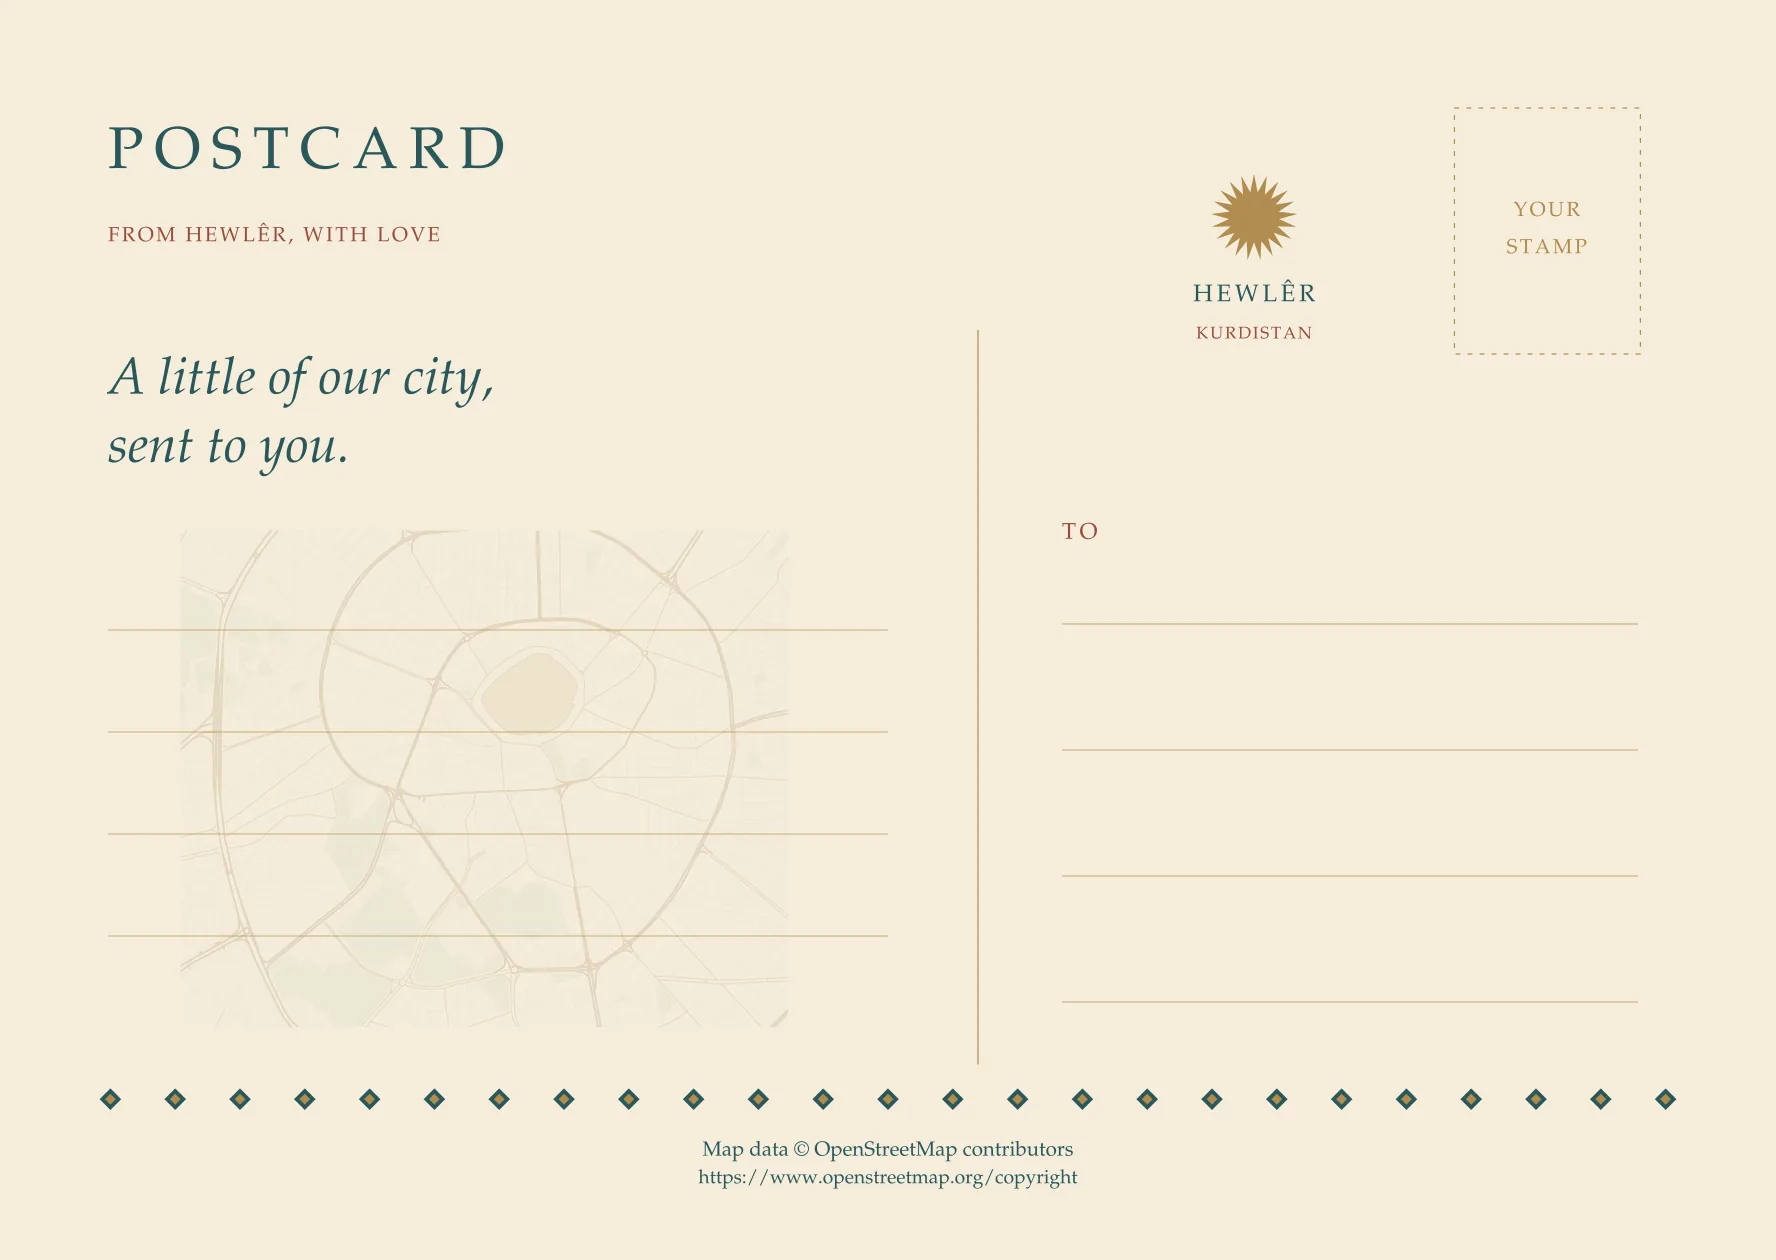 POSTCARD
FROM HEWLÊR, WITH LOVE
A little of our city,
sent to you.
HEWLÊR
KURDISTAN
YOUR
STAMP
TO
Map data © OpenStreetMap contributors
https://www.openstreetmap.org/copyright